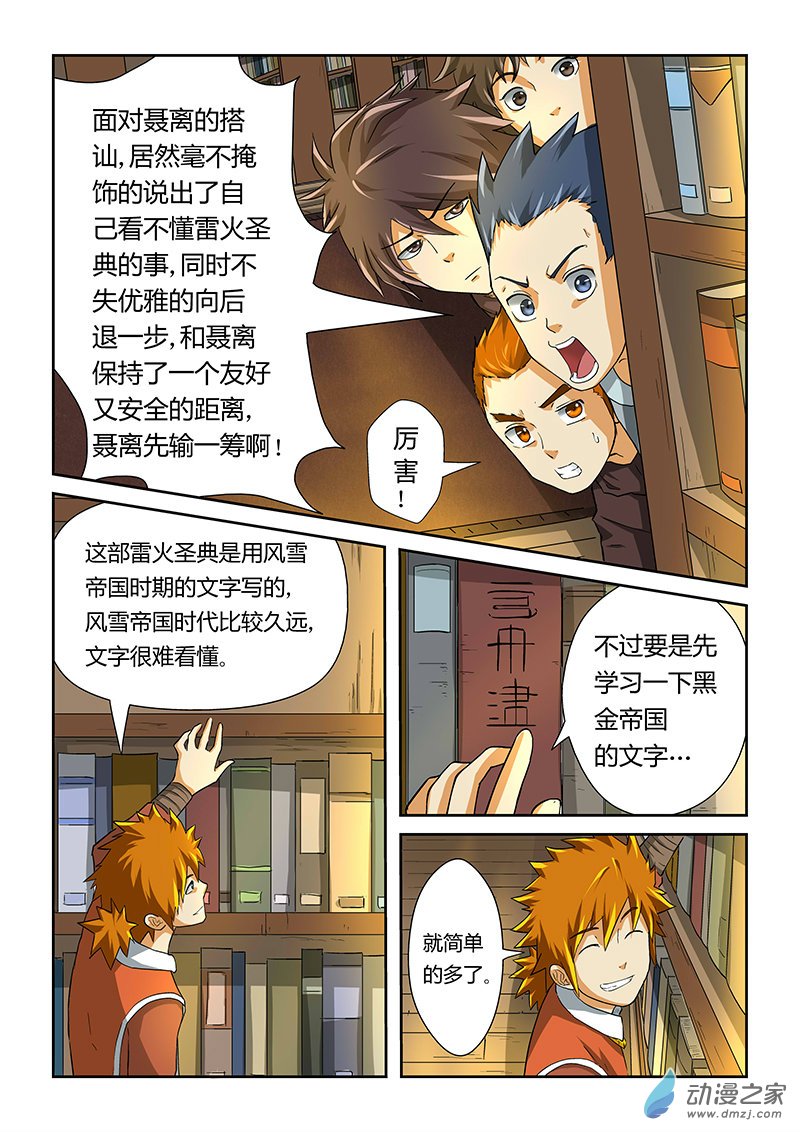 面对聂离的搭
讪,居然毫不掩
饰的说出了自
己看不懂雷火圣
典的事,同时不
失优雅的向后
退一步,和聂离
保持了一个友好
又安全的距离,
聂离先输一筹啊!
厉
害
!
这部雷火圣典是用风雪
帝国时期的文字写的,
风雪帝国时代比较久远,
文字很难看懂。
不过要是先
学习一下黑
金帝国
的文字…
就简单
的多了。
动漫之家
www.dmzj.com